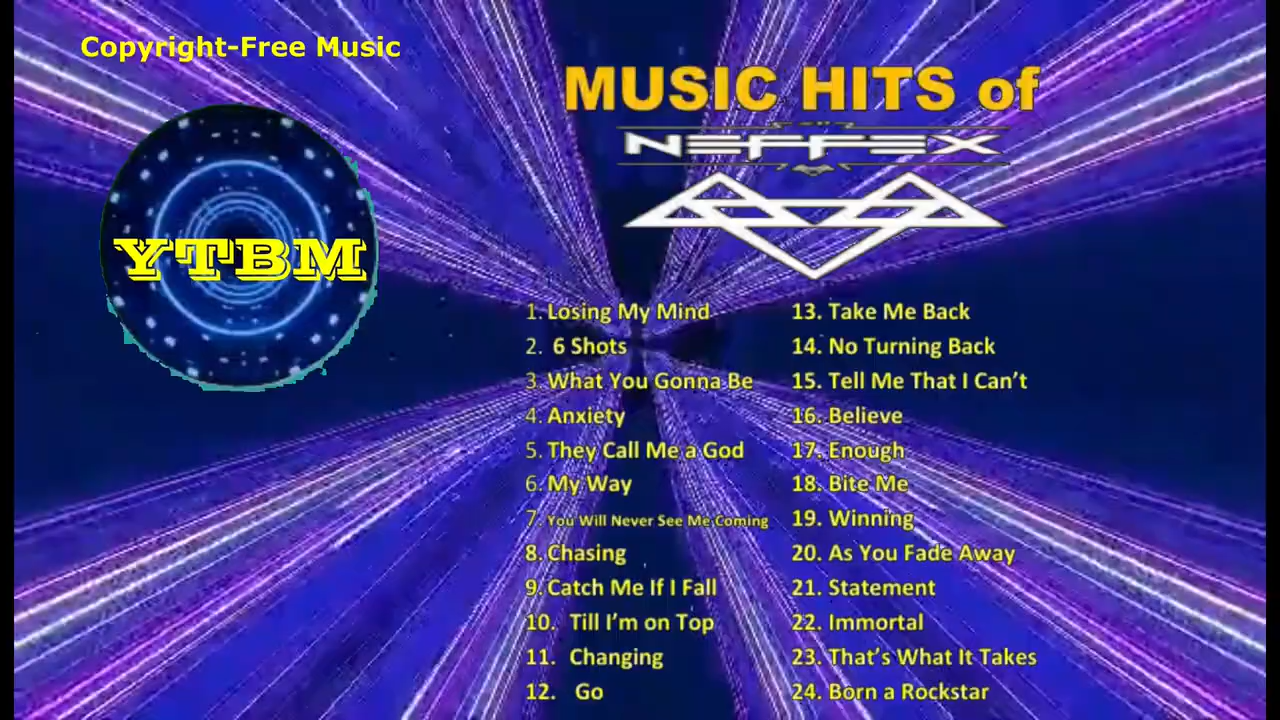 Copyright-Free Music
YTBM
MUSIC HITS of
NEFFEX
1. Losing My Mind
2. 6 Shots
3. What You Gonna Be
4. Anxiety
5. They Call Me a God
6. My Way
7. You Will Never See Me Coming
8. Chasing
9. Catch Me If I Fall
10. Till I'm on Top
11. Changing
12. Go
13. Take Me Back
14. No Turning Back
15. Tell Me That I Can't
16. Believe
17. Enough
18. Bite Me
19. Winning
20. As You Fade Away
21. Statement
22. Immortal
23. That's What It Takes
24. Born a Rockstar